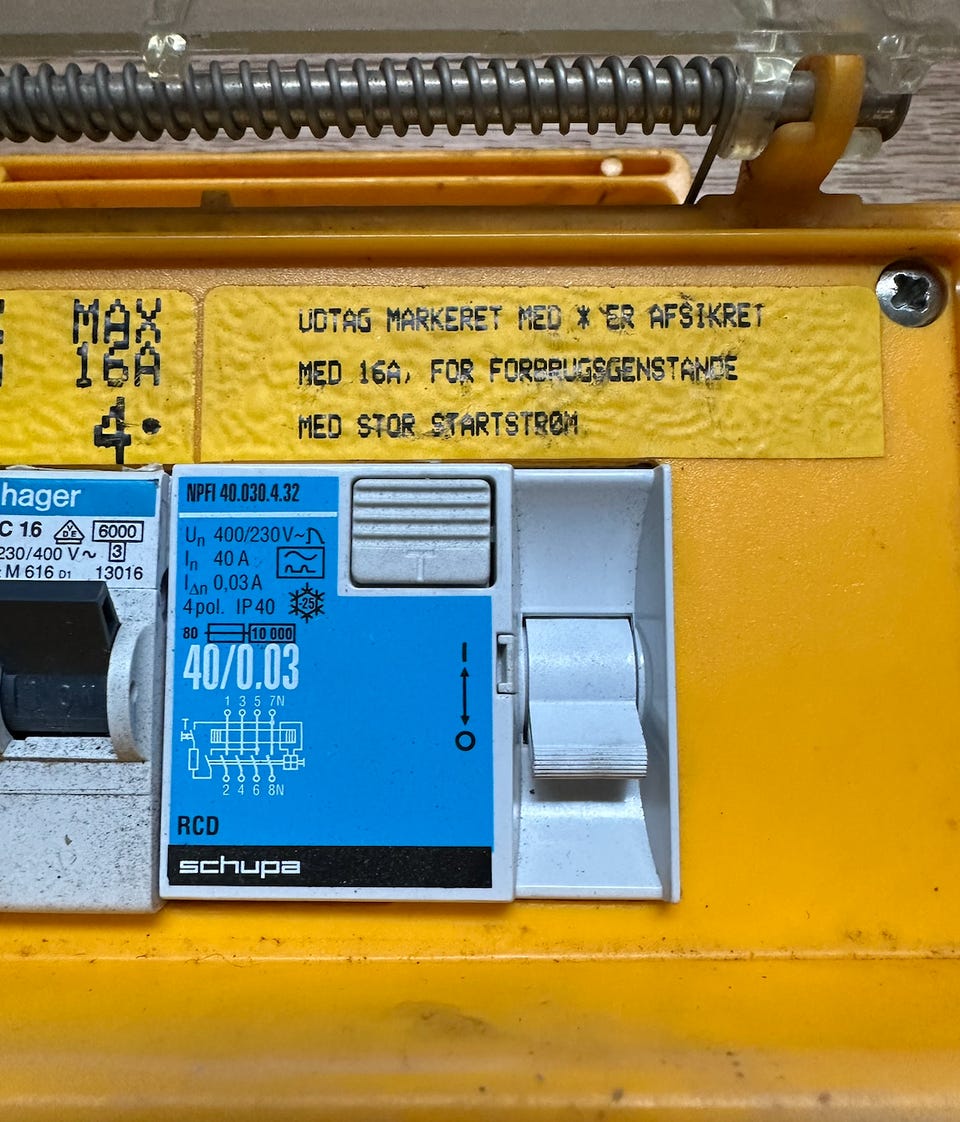 MAX
16A
4.
UDTAG MARKERET MED * ER AFSIKRET
MED 16A, FOR FORBRUGSGENSTANDE
MED STOR STARTSTRØM
hager
C 16 6000
230/400 V~ 3
M 616 D1 13016
NPFI 40.030.4.32
Un 400/230V~
In 40 A
I∆n 0,03 A
4pol. IP40 -25
80 10 000
40/0.03
1 3 5 7N
T
2 4 6 8N
I
O
T
RCD
schupa